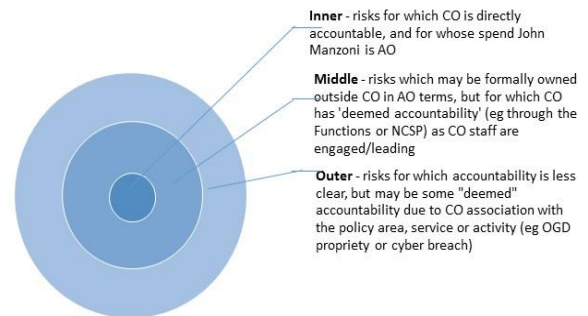 Inner - risks for which CO is directly
accountable, and for whose spend John
Manzoni is AO
Middle - risks which may be formally owned
outside CO in AO terms, but for which CO
has 'deemed accountability' (eg through the
Functions or NCSP) as CO staff are
engaged/leading
Outer - risks for which accountability is less
clear, but may be some "deemed"
accountability due to CO association with
the policy area, service or activity (eg OGD
propriety or cyber breach)